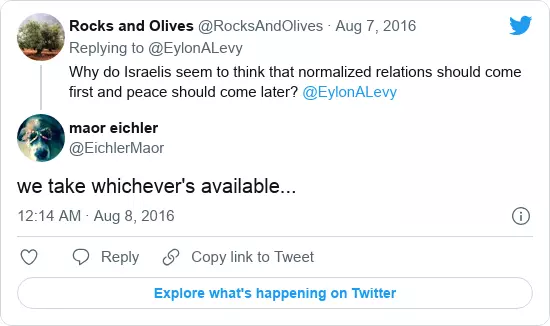 Rocks and Olives @RocksAndOlives · Aug 7, 2016
Replying to @EylonALevy
Why do Israelis seem to think that normalized relations should come
first and peace should come later? @EylonALevy
maor eichler
@EichlerMaor
we take whichever's available...
12:14 AM · Aug 8, 2016
Reply
Copy link to Tweet
Explore what's happening on Twitter